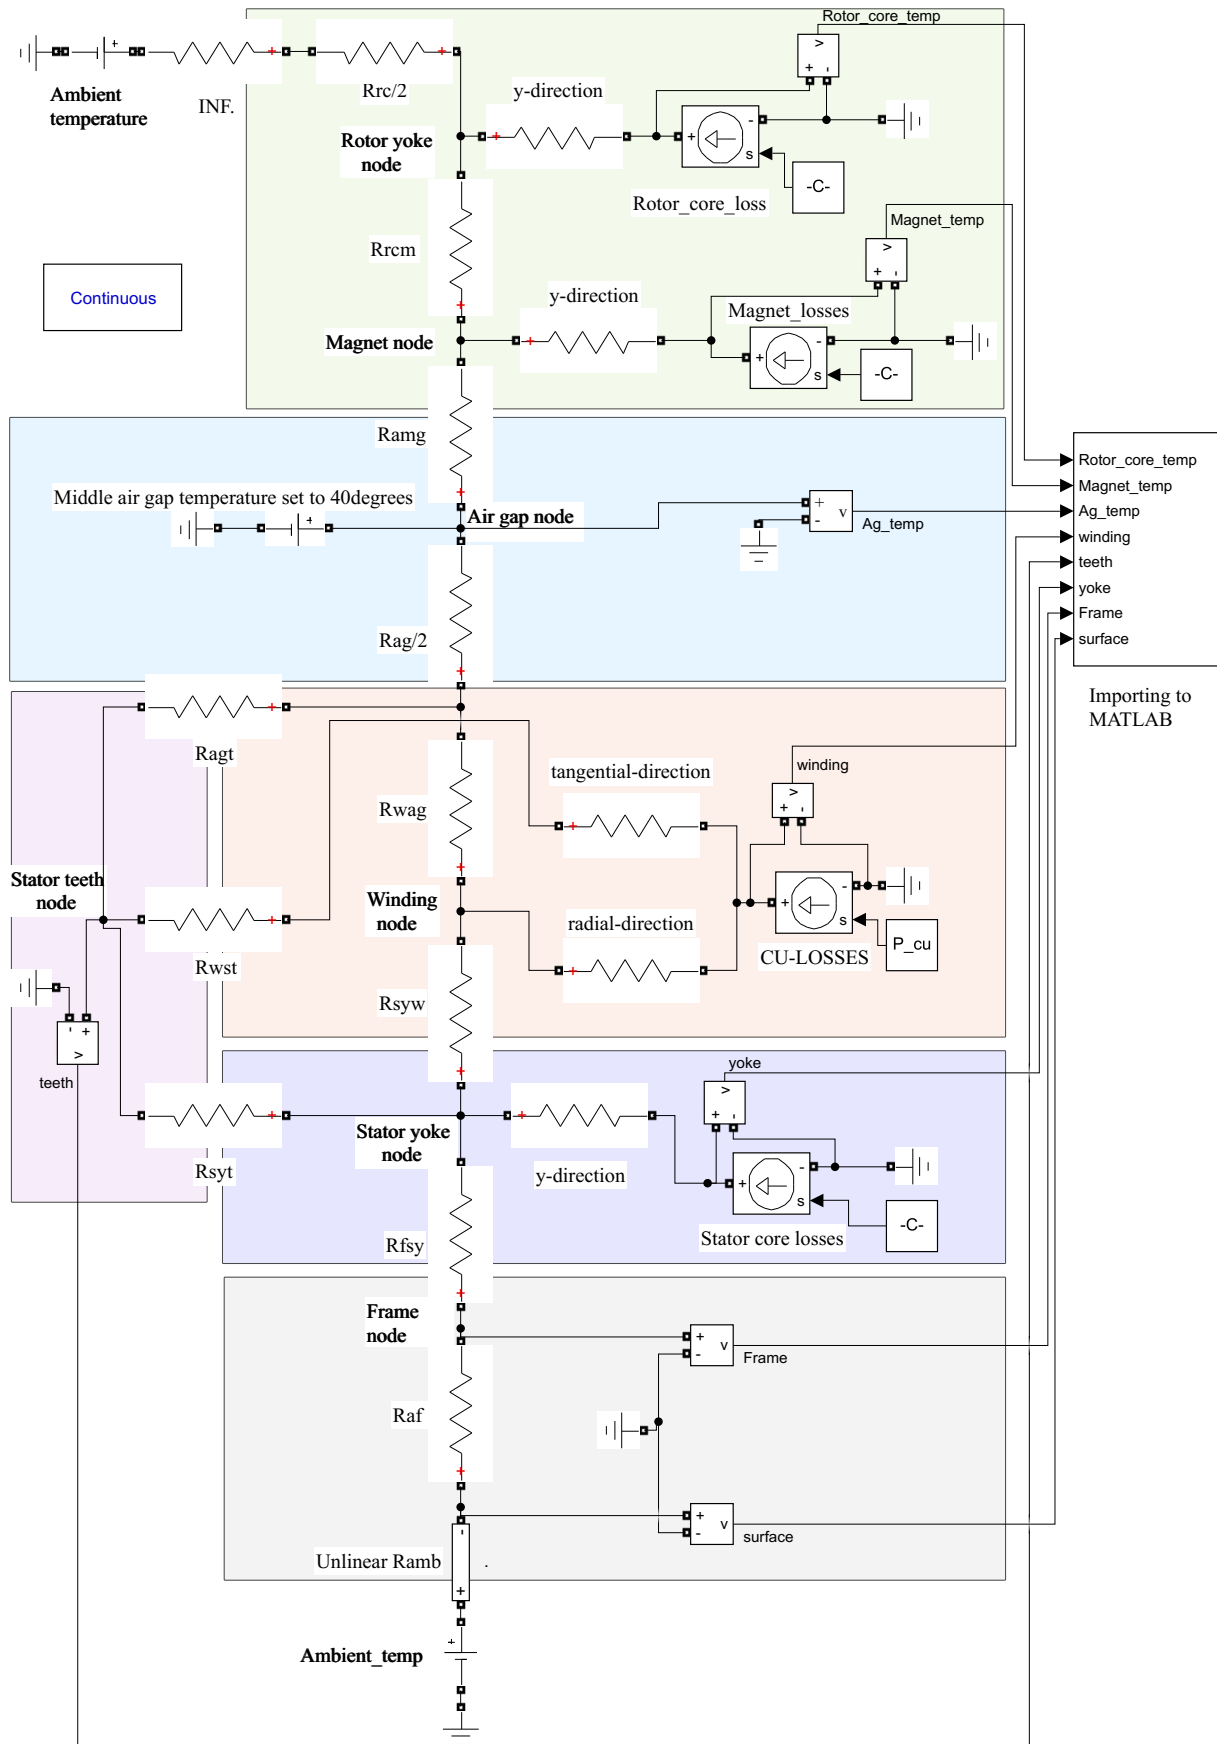 Rotor_core_temp
>
+ -
+
Ambient
temperature
INF.
Rrc/2
y-direction
Rotor yoke
node
+ -
s
-C-
Rotor_core_loss
Magnet_temp
>
+ -
Rrcm
Continuous
y-direction
Magnet_losses
Magnet node
+ -
s
-C-
Ramg
Middle air gap temperature set to 40degrees
Air gap node
+
-
v
Ag_temp
Rotor_core_temp
Magnet_temp
Ag_temp
winding
teeth
yoke
Frame
surface
Importing to
MATLAB
Rag/2
Ragt
winding
>
+ -
tangential-direction
Rwag
Stator teeth
node
Winding
node
radial-direction
+ -
s
P_cu
CU-LOSSES
Rwst
Rsyw
- +
>
teeth
yoke
>
+ -
Rsyt
Stator yoke
node
y-direction
+ -
s
-C-
Stator core losses
Rfsy
Frame
node
+
-
v
Frame
Raf
+
-
v
surface
-
Unlinear Ramb
.
+
+
Ambient_temp